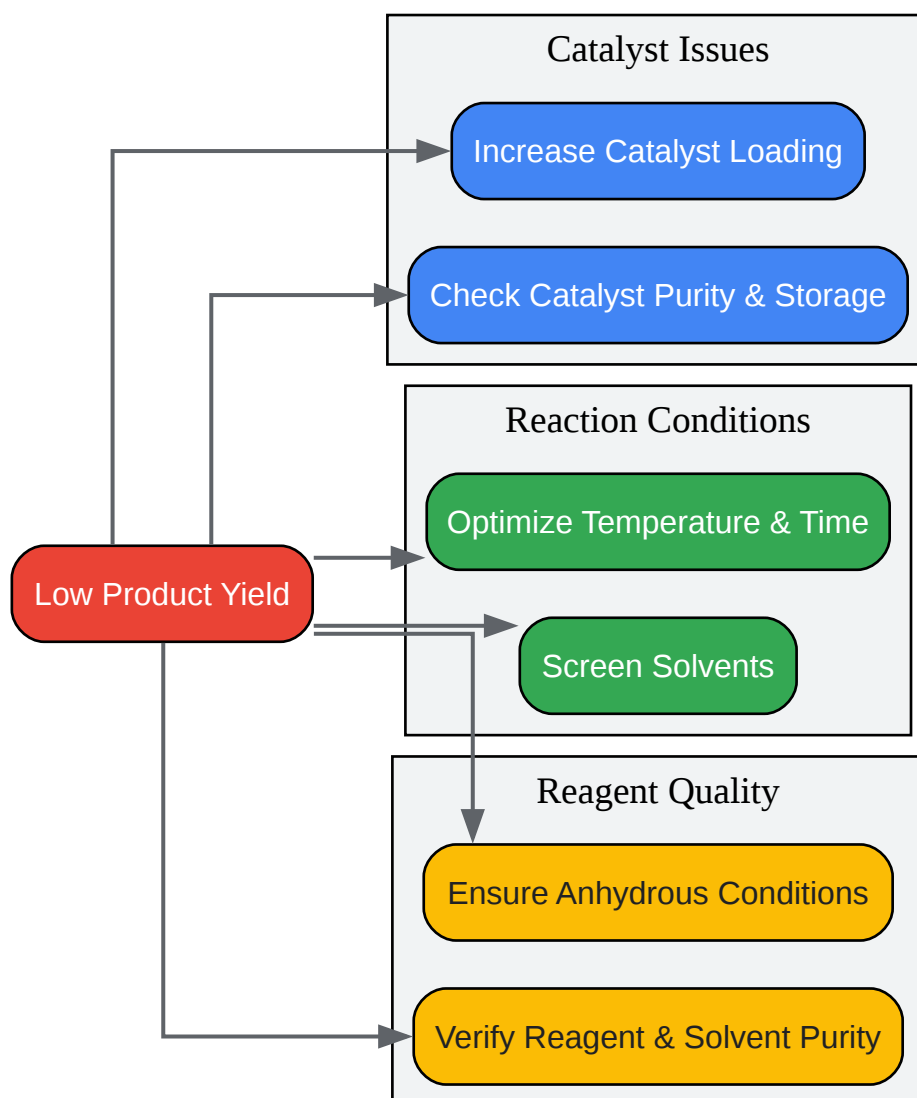 Catalyst Issues
Increase Catalyst Loading
Check Catalyst Purity & Storage
Reaction Conditions
Optimize Temperature & Time
Low Product Yield
Screen Solvents
Reagent Quality
Ensure Anhydrous Conditions
Verify Reagent & Solvent Purity